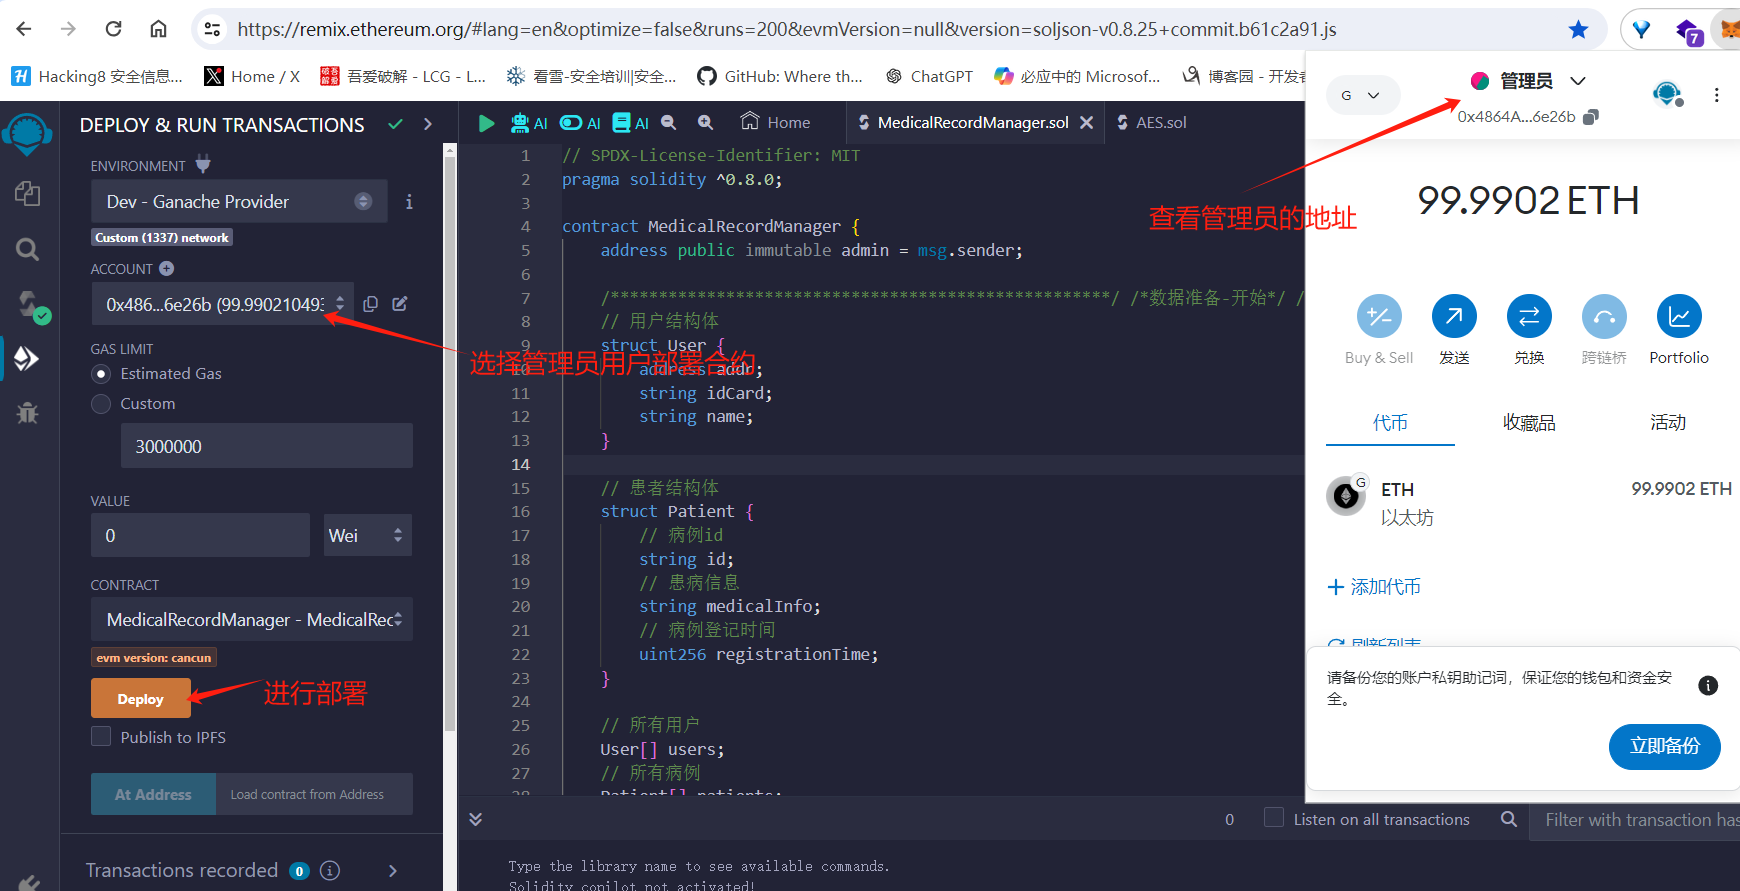 https://remix.ethereum.org/#lang=en&optimize=false&runs=200&evmVersion=null&version=soljson-v0.8.25+commit.b61c2a91.js
7
Hacking8 安全信息...
Home / X
吾爱破解 - LCG - L...
看雪-安全培训|安全...
GitHub: Where th...
ChatGPT
必应中的 Microsof...
博客园 - 开发者
DEPLOY & RUN TRANSACTIONS
ENVIRONMENT
Dev - Ganache Provider
Custom (1337) network
ACCOUNT
0x486...6e26b (99.990210493
GAS LIMIT
Estimated Gas
Custom
3000000
VALUE
0
Wei
CONTRACT
MedicalRecordManager - MedicalRec
evm version: cancun
Deploy
Publish to IPFS
At Address
Load contract from Address
Transactions recorded 0
选择管理员用户部署合约
进行部署
AI
AI
AI
Home
MedicalRecordManager.sol
AES.sol
1 // SPDX-License-Identifier: MIT
2 pragma solidity ^0.8.0;
3
4 contract MedicalRecordManager {
5 address public immutable admin = msg.sender;
6
7 /****************************************************/ /*数据准备-开始*/ /
8 // 用户结构体
9 struct User {
10 address addr;
11 string idCard;
12 string name;
13 }
14
15 // 患者结构体
16 struct Patient {
17 // 病例id
18 string id;
19 // 患病信息
20 string medicalInfo;
21 // 病例登记时间
22 uint256 registrationTime;
23 }
24
25 // 所有用户
26 User[] users;
27 // 所有病例
28 Patient[] patients;
0
Listen on all transactions
Filter with transaction has
Type the library name to see available commands.
Solidity copilot not activated!
G
管理员
0x4864A...6e26b
查看管理员的地址
99.9902 ETH
Buy & Sell
发送
兑换
跨链桥
Portfolio
代币
收藏品
活动
G
ETH
99.9902 ETH
以太坊
添加代币
刷新列表
请备份您的账户私钥助记词，保证您的钱包和资金安
全。
立即备份